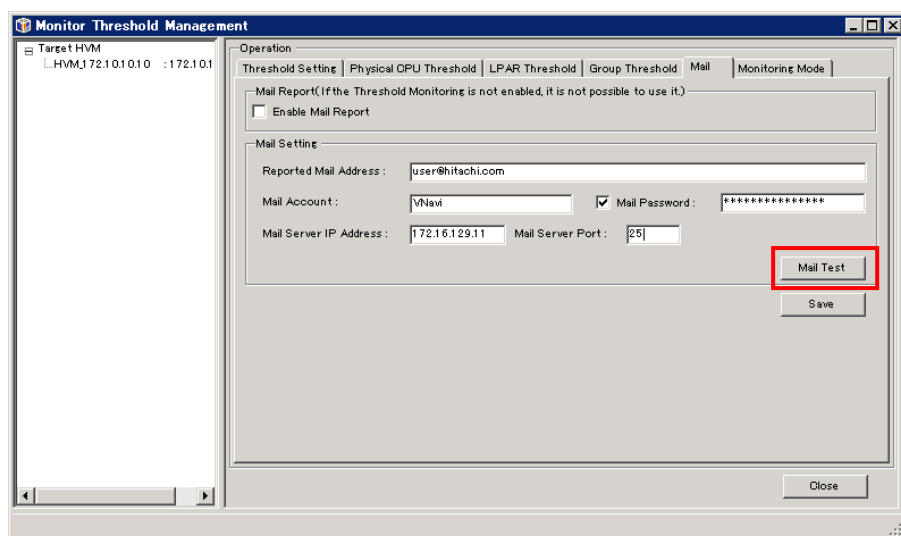 Monitor Threshold Management
Target HVM
HVM_172.10.10.10 :172.10.1
Operation
Threshold Setting Physical CPU Threshold LPAR Threshold Group Threshold Mail Monitoring Mode
Mail Report(If the Threshold Monitoring is not enabled, it is not possible to use it.)
Enable Mail Report
Mail Setting
Reported Mail Address : user@hitachi.com
Mail Account : VNavi Mail Password : ***************
Mail Server IP Address : 172.16.129.11 Mail Server Port : 25
Mail Test
Save
Close